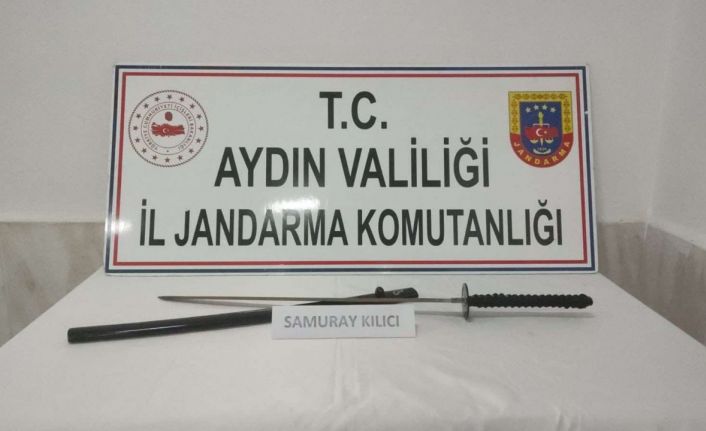 T.C.
AYDIN VALİLİĞİ
İL JANDARMA KOMUTANLIĞI
JANDARMA
SAMURAY KILICI